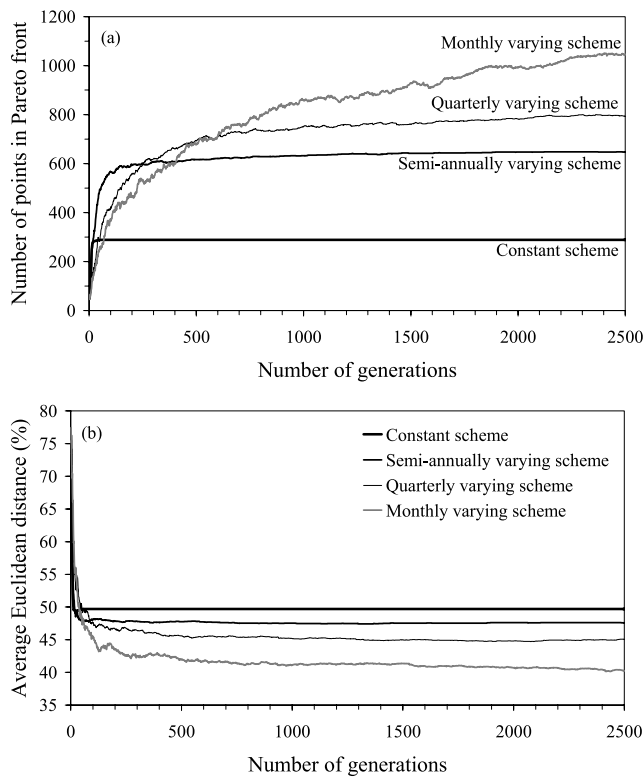 1200
(a)
Monthly varying scheme
1000
Quarterly varying scheme
800
600
Semi-annually varying scheme
400
Constant scheme
200
0
Number of points in Pareto front
0 500 1000 1500 2000 2500
Number of generations
80
(b)
Constant scheme
75
Semi-annually varying scheme
70
Quarterly varying scheme
65
Monthly varying scheme
60
55
50
45
40
35
Average Euclidean distance (%)
0 500 1000 1500 2000 2500
Number of generations